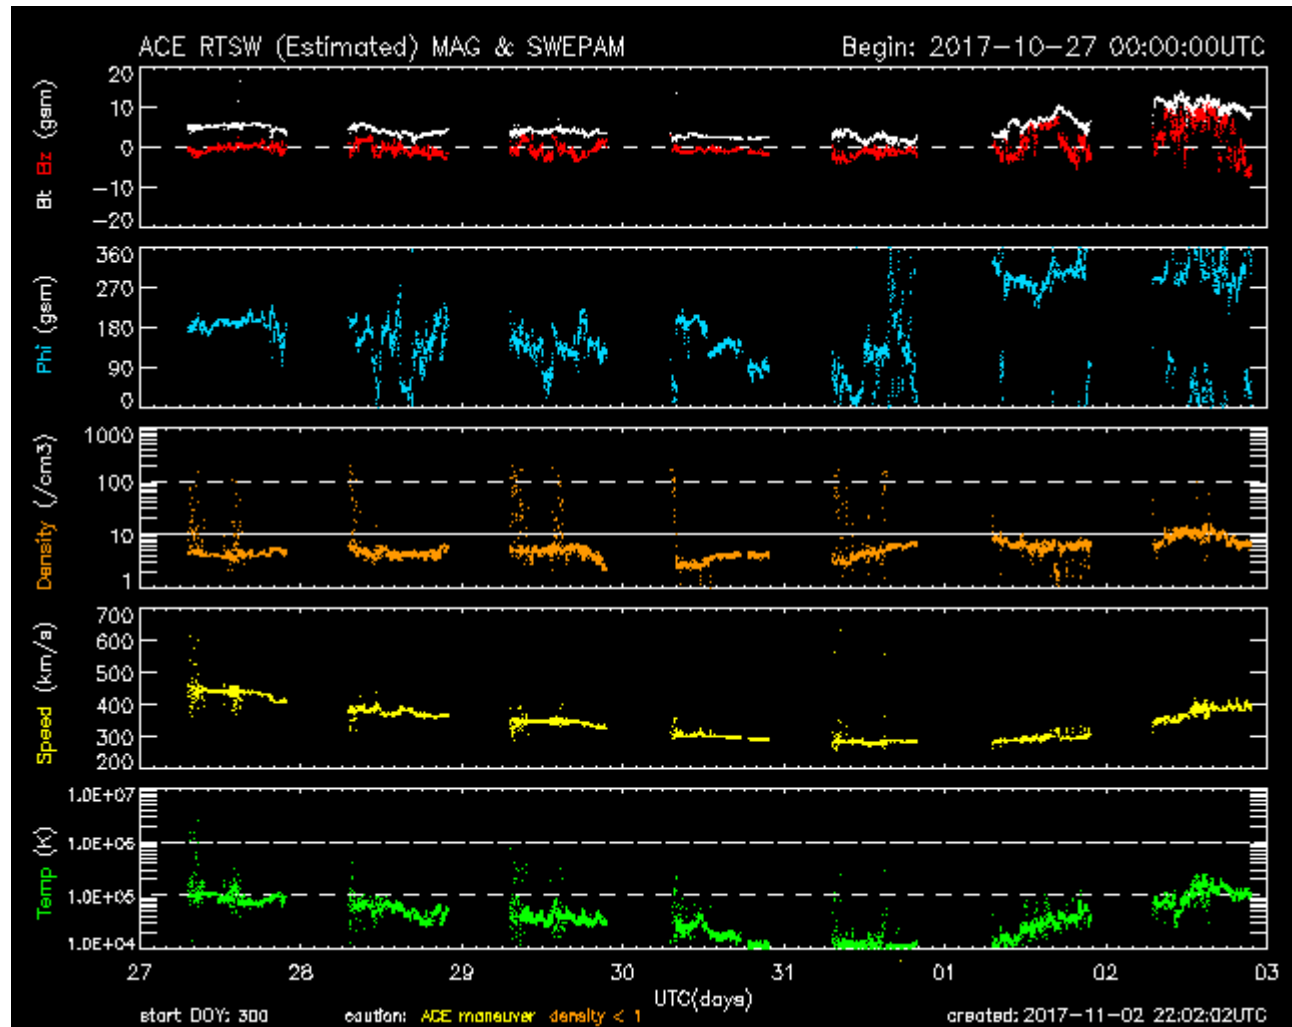 ACE RTSW (Estimated) MAG & SWEPAM Begin: 2017-10-27 00:00:00UTC
Bt Bz (gsm)
20
10
0
-10
-20
Phi (gsm)
360
270
180
90
0
Density (/cm3)
1000
100
10
1
Speed (km/s)
700
600
500
400
300
200
Temp (K)
1.0E+07
1.0E+06
1.0E+05
1.0E+04
27 28 29 30 31 01 02 03
UTC(days)
start DOY: 300 caution: ACE maneuver density < 1 created: 2017-11-02 22:02:02UTC